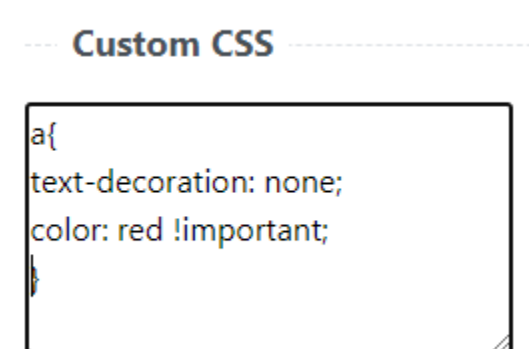 Custom CSS
a{
text-decoration: none;
color: red !important;
}